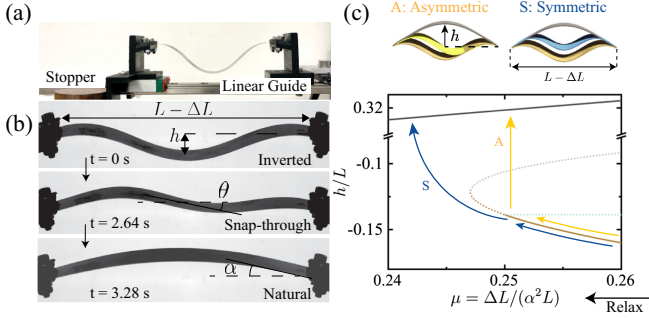 (a)
Stopper
Linear Guide
(b)
L − ΔL
h
t = 0 s
Inverted
θ
t = 2.64 s
Snap-through
α
t = 3.28 s
Natural
(c)
A: Asymmetric
S: Symmetric
h
L − ΔL
h/L
0.32
-0.1
-0.15
A
S
0.24
0.25
0.26
μ = ΔL/(α²L)
Relax